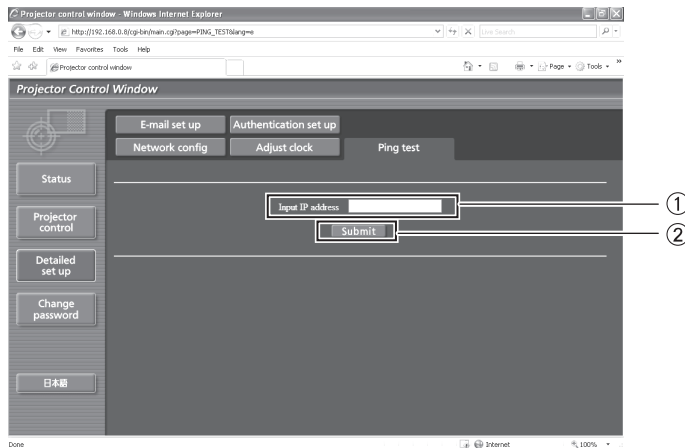 Projector control window - Windows Internet Explorer
http://192.168.0.8/cgi-bin/main.cgi?page=PING_TEST&lang=e
Live Search
File Edit View Favorites Tools Help
Projector control window
Page Tools »
Projector Control Window
E-mail set up Authentication set up
Network config Adjust clock Ping test
Status
Projector
control
Detailed
set up
Change
password
日本語
Input IP address
①
Submit
②
Done Internet 100%